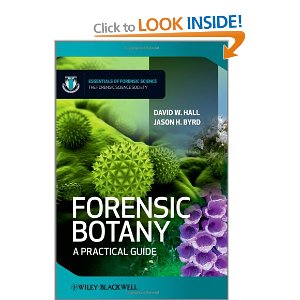 Click to LOOK INSIDE!
ESSENTIALS OF FORENSIC SCIENCE
THE FORENSIC SCIENCE SOCIETY
DAVID W. HALL
JASON H. BYRD
FORENSIC
BOTANY
A PRACTICAL GUIDE
WILEY-BLACKWELL